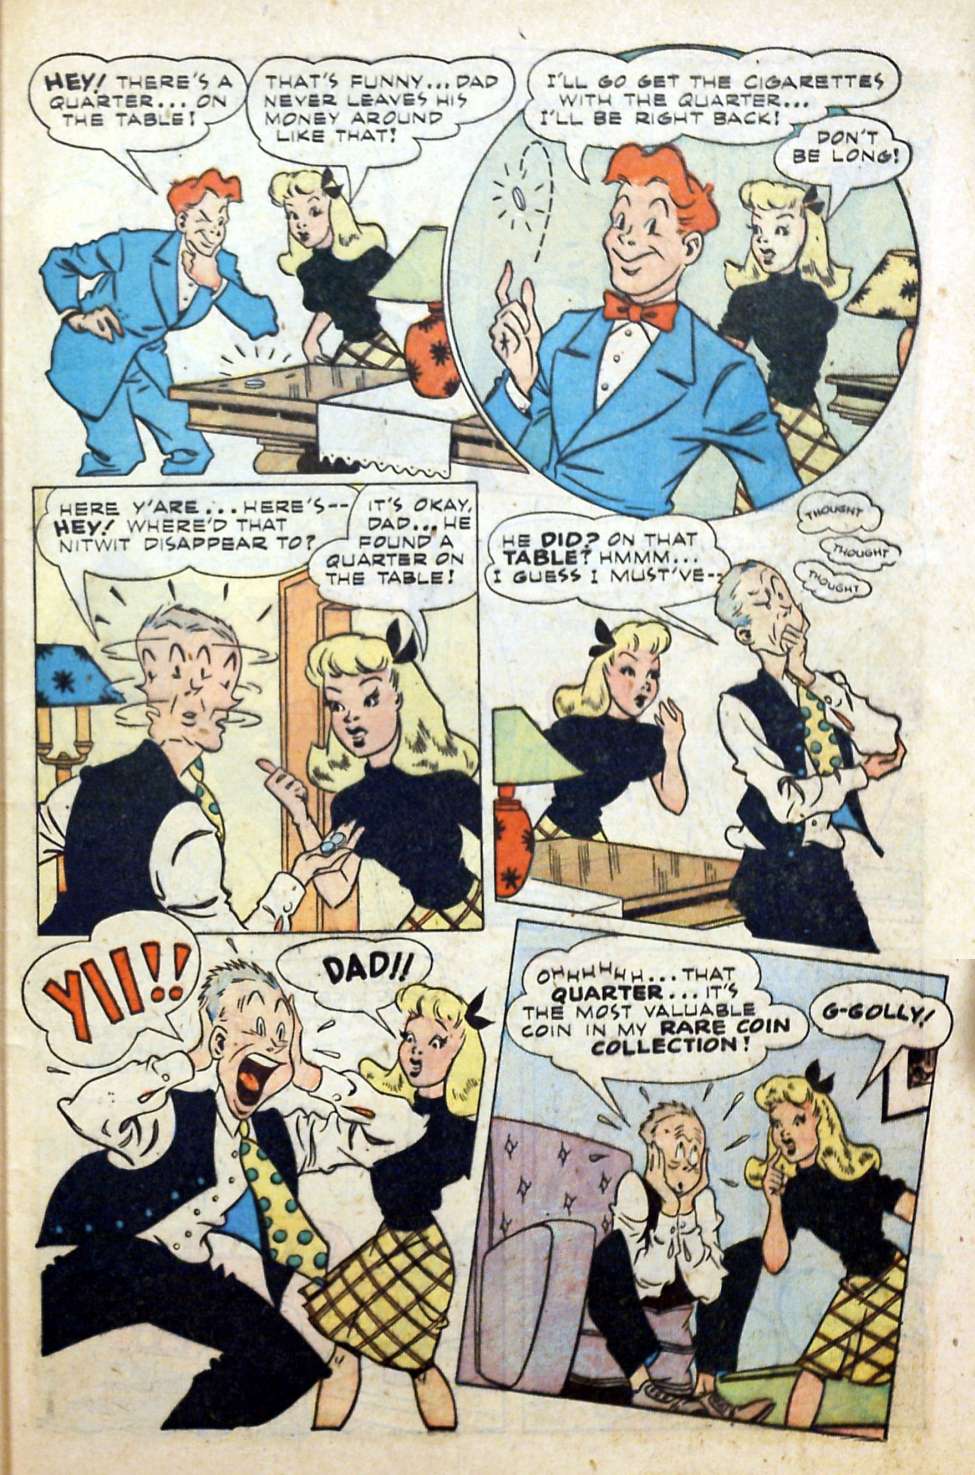 HEY! THERE'S A
QUARTER... ON
THE TABLE!
THAT'S FUNNY... DAD
NEVER LEAVES HIS
MONEY AROUND
LIKE THAT!
I'LL GO GET THE CIGARETTES
WITH THE QUARTER...
I'LL BE RIGHT BACK!
DON'T
BE LONG!
HERE Y'ARE... HERE'S--
HEY! WHERE'D THAT
NITWIT DISAPPEAR TO?
IT'S OKAY,
DAD... HE
FOUND A
QUARTER ON
THE TABLE!
HE DID? ON THAT
TABLE? HMMM...
I GUESS I MUST'VE--
THOUGHT
THOUGHT
THOUGHT
YII!!
DAD!!
OHHHHHH... THAT
QUARTER... IT'S
THE MOST VALUABLE
COIN IN MY RARE COIN
COLLECTION!
G-GOLLY!